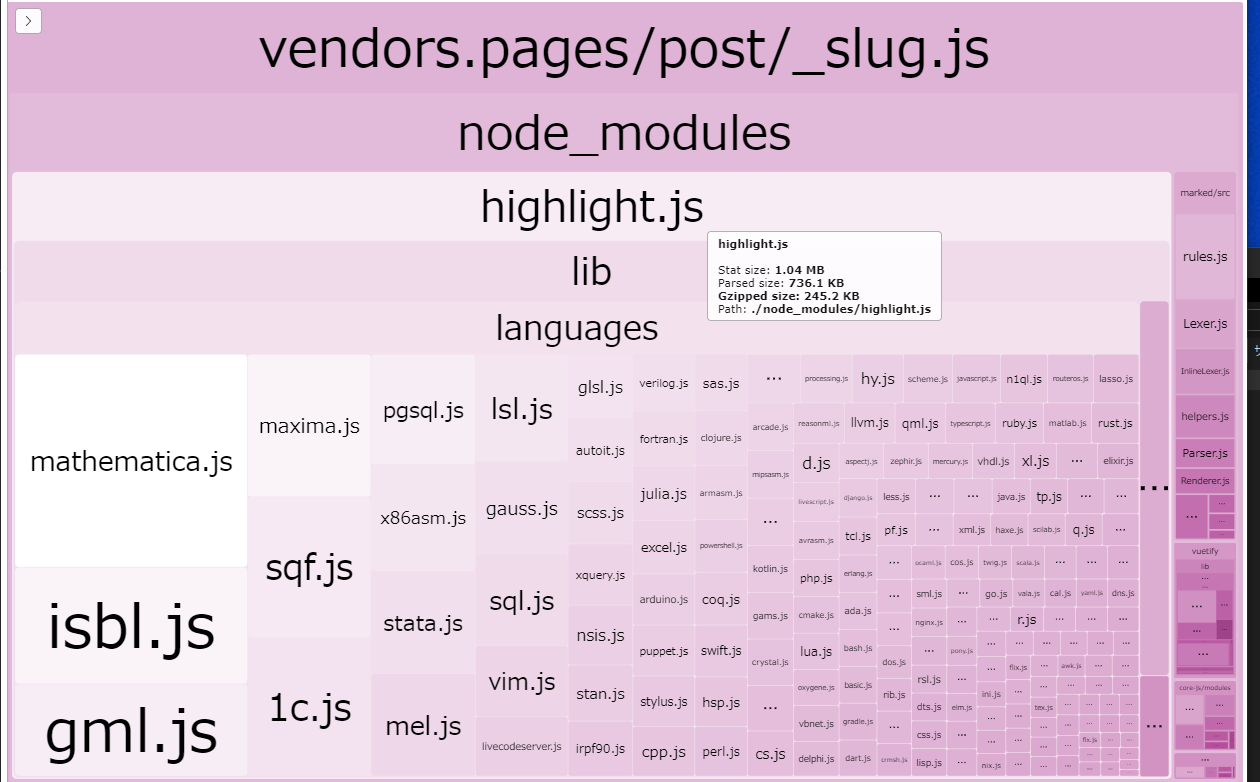 vendors.pages/post/_slug.js
node_modules
highlight.js
marked/src
highlight.js
Stat size: 1.04 MB
Parsed size: 736.1 KB
Gzipped size: 245.2 KB
Path: ./node_modules/highlight.js
lib
rules.js
languages
Lexer.js
InlineLexer.js
helpers.js
Parser.js
Renderer.js
...
vuetify
lib
...
core-js/modules
...
mathematica.js
isbl.js
gml.js
maxima.js
sqf.js
1c.js
pgsql.js
x86asm.js
stata.js
mel.js
lsl.js
gauss.js
sql.js
vim.js
livecodeserver.js
glsl.js
autoit.js
scss.js
xquery.js
nsis.js
stan.js
irpf90.js
verilog.js
fortran.js
julia.js
excel.js
arduino.js
puppet.js
stylus.js
cpp.js
sas.js
clojure.js
armasm.js
powershell.js
coq.js
swift.js
hsp.js
perl.js
...
arcade.js
mipsasm.js
...
kotlin.js
gams.js
crystal.js
...
cs.js
processing.js
hy.js
scheme.js
javascript.js
n1ql.js
routeros.js
lasso.js
reasonml.js
llvm.js
qml.js
typescript.js
ruby.js
matlab.js
rust.js
d.js
aspectj.js
zephir.js
mercury.js
vhdl.js
xl.js
...
elixir.js
livescript.js
django.js
less.js
...
...
java.js
tp.js
...
...
avrasm.js
tcl.js
pf.js
...
xml.js
haxe.js
scilab.js
q.js
...
php.js
erlang.js
...
ocaml.js
cos.js
twig.js
scala.js
...
...
...
cmake.js
ada.js
...
sml.js
...
go.js
vala.js
cal.js
yaml.js
dns.js
...
nginx.js
...
...
r.js
...
...
...
lua.js
bash.js
dos.js
...
pony.js
...
...
...
...
...
...
oxygene.js
basic.js
rib.js
rsl.js
...
flix.js
...
awk.js
...
...
vbnet.js
gradle.js
...
dts.js
elm.js
ini.js
...
tex.js
...
...
...
delphi.js
dart.js
crmsh.js
css.js
lisp.js
...
...
nix.js
...
...
fix.js
...
...
...
...